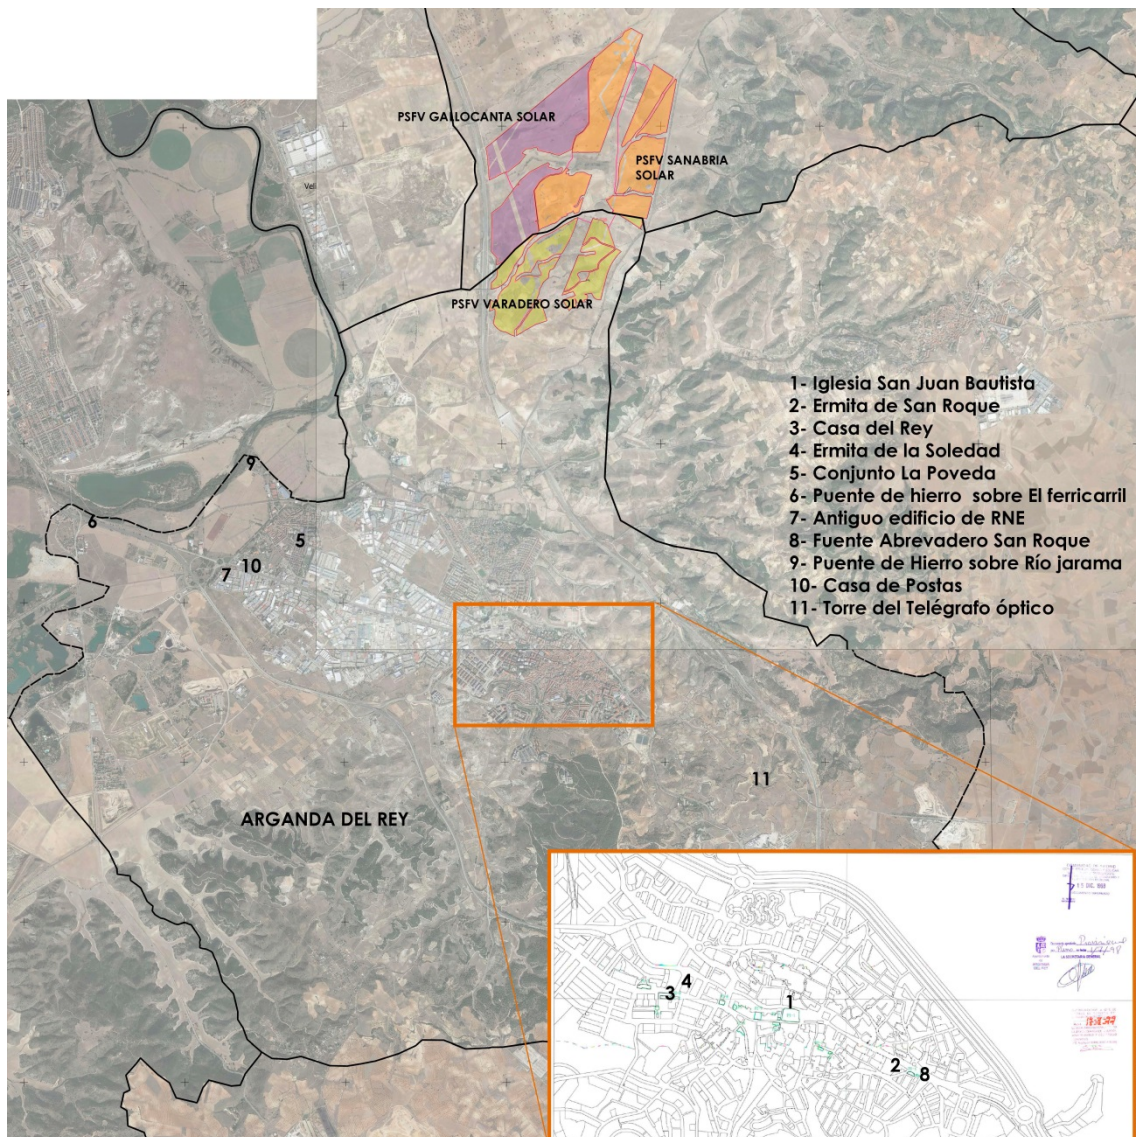 PSFV GALLOCANTA SOLAR
PSFV SANABRIA
SOLAR
Vel
PSFV VARADERO SOLAR
1- Iglesia San Juan Bautista
2- Ermita de San Roque
3- Casa del Rey
4- Ermita de la Soledad
5- Conjunto La Poveda
6- Puente de hierro sobre El ferricarril
7- Antiguo edificio de RNE
8- Fuente Abrevadero San Roque
9- Puente de Hierro sobre Río jarama
10- Casa de Postas
11- Torre del Telégrafo óptico
9
6
5
10
7
11
ARGANDA DEL REY
4
3
1
2
8
LA SECRETARIA GENERAL